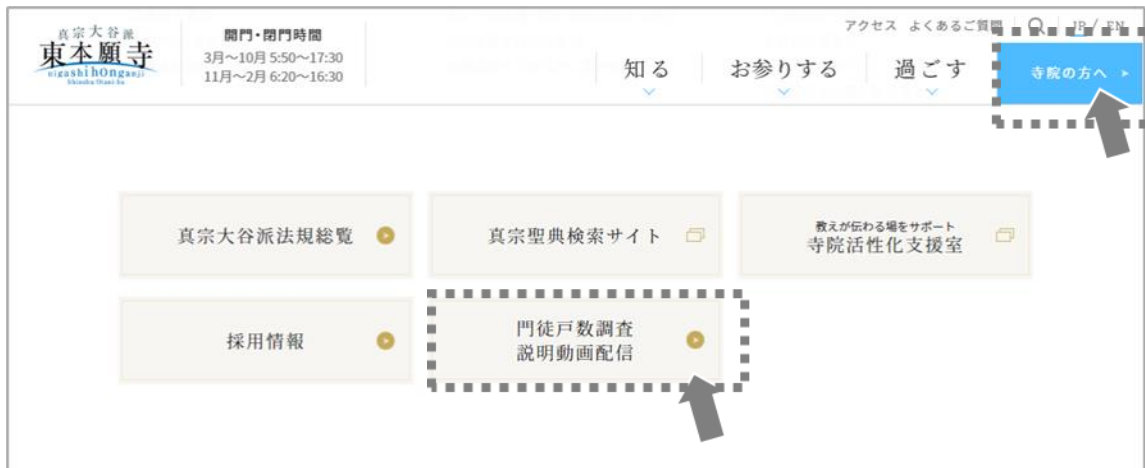 真宗大谷派
東本願寺
HigashihOnganji
Shinshu Otani-ha
開門・閉門時間
3月～10月 5:50～17:30
11月～2月 6:20～16:30
アクセス よくあるご質問 JP / EN
知る お参りする 過ごす
寺院の方へ
真宗大谷派法規総覧
真宗聖典検索サイト
教えが伝わる場をサポート
寺院活性化支援室
採用情報
門徒戸数調査
説明動画配信